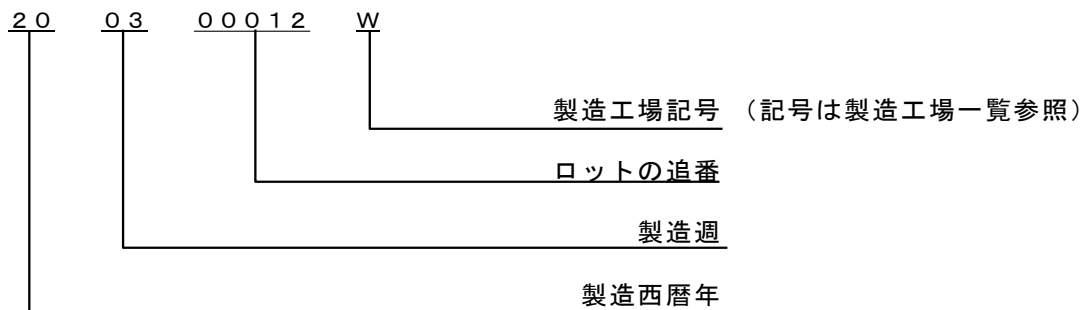 ２０　０３　０００１２　Ｗ
製造工場記号　（記号は製造工場一覧参照）
ロットの追番
製造週
製造西暦年